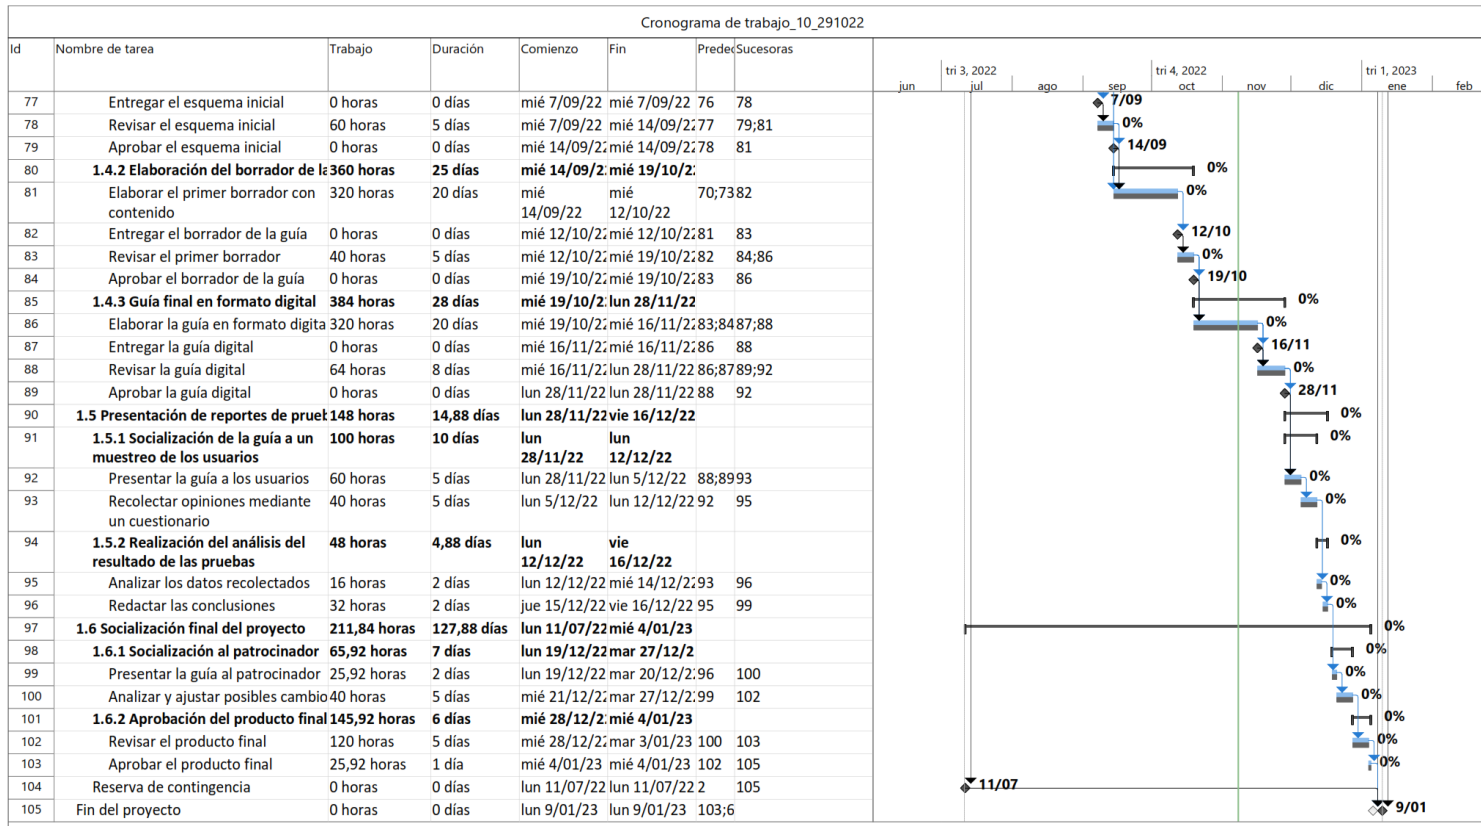 Cronograma de trabajo_10_291022
Id Nombre de tarea Trabajo Duración Comienzo Fin Predec Sucesoras
tri 3, 2022 tri 4, 2022 tri 1, 2023
jun jul ago sep oct nov dic ene feb
77 Entregar el esquema inicial 0 horas 0 días mié 7/09/22 mié 7/09/22 76 78 7/09
78 Revisar el esquema inicial 60 horas 5 días mié 7/09/22 mié 14/09/22 77 79;81 0%
79 Aprobar el esquema inicial 0 horas 0 días mié 14/09/22 mié 14/09/22 78 81 14/09
80 1.4.2 Elaboración del borrador de la 360 horas 25 días mié 14/09/22 mié 19/10/22 0%
81 Elaborar el primer borrador con 320 horas 20 días mié mié 70;73 82 0%
contenido 14/09/22 12/10/22
82 Entregar el borrador de la guía 0 horas 0 días mié 12/10/22 mié 12/10/22 81 83 12/10
83 Revisar el primer borrador 40 horas 5 días mié 12/10/22 mié 19/10/22 82 84;86 0%
84 Aprobar el borrador de la guía 0 horas 0 días mié 19/10/22 mié 19/10/22 83 86 19/10
85 1.4.3 Guía final en formato digital 384 horas 28 días mié 19/10/22 lun 28/11/22 0%
86 Elaborar la guía en formato digita 320 horas 20 días mié 19/10/22 mié 16/11/22 83;84 87;88 0%
87 Entregar la guía digital 0 horas 0 días mié 16/11/22 mié 16/11/22 86 88 16/11
88 Revisar la guía digital 64 horas 8 días mié 16/11/22 lun 28/11/22 86;87 89;92 0%
89 Aprobar la guía digital 0 horas 0 días lun 28/11/22 lun 28/11/22 88 92 28/11
90 1.5 Presentación de reportes de prueb 148 horas 14,88 días lun 28/11/22 vie 16/12/22 0%
91 1.5.1 Socialización de la guía a un 100 horas 10 días lun lun 0%
muestreo de los usuarios 28/11/22 12/12/22
92 Presentar la guía a los usuarios 60 horas 5 días lun 28/11/22 lun 5/12/22 88;89 93 0%
93 Recolectar opiniones mediante 40 horas 5 días lun 5/12/22 lun 12/12/22 92 95 0%
un cuestionario
94 1.5.2 Realización del análisis del 48 horas 4,88 días lun vie 0%
resultado de las pruebas 12/12/22 16/12/22
95 Analizar los datos recolectados 16 horas 2 días lun 12/12/22 mié 14/12/22 93 96 0%
96 Redactar las conclusiones 32 horas 2 días jue 15/12/22 vie 16/12/22 95 99 0%
97 1.6 Socialización final del proyecto 211,84 horas 127,88 días lun 11/07/22 mié 4/01/23 0%
98 1.6.1 Socialización al patrocinador 65,92 horas 7 días lun 19/12/22 mar 27/12/2 0%
99 Presentar la guía al patrocinador 25,92 horas 2 días lun 19/12/22 mar 20/12/22 96 100 0%
100 Analizar y ajustar posibles cambio 40 horas 5 días mié 21/12/22 mar 27/12/22 99 102 0%
101 1.6.2 Aprobación del producto final 145,92 horas 6 días mié 28/12/22 mié 4/01/23 0%
102 Revisar el producto final 120 horas 5 días mié 28/12/22 mar 3/01/23 100 103 0%
103 Aprobar el producto final 25,92 horas 1 día mié 4/01/23 mié 4/01/23 102 105 0%
104 Reserva de contingencia 0 horas 0 días lun 11/07/22 lun 11/07/22 2 105 11/07
105 Fin del proyecto 0 horas 0 días lun 9/01/23 lun 9/01/23 103;6 9/01